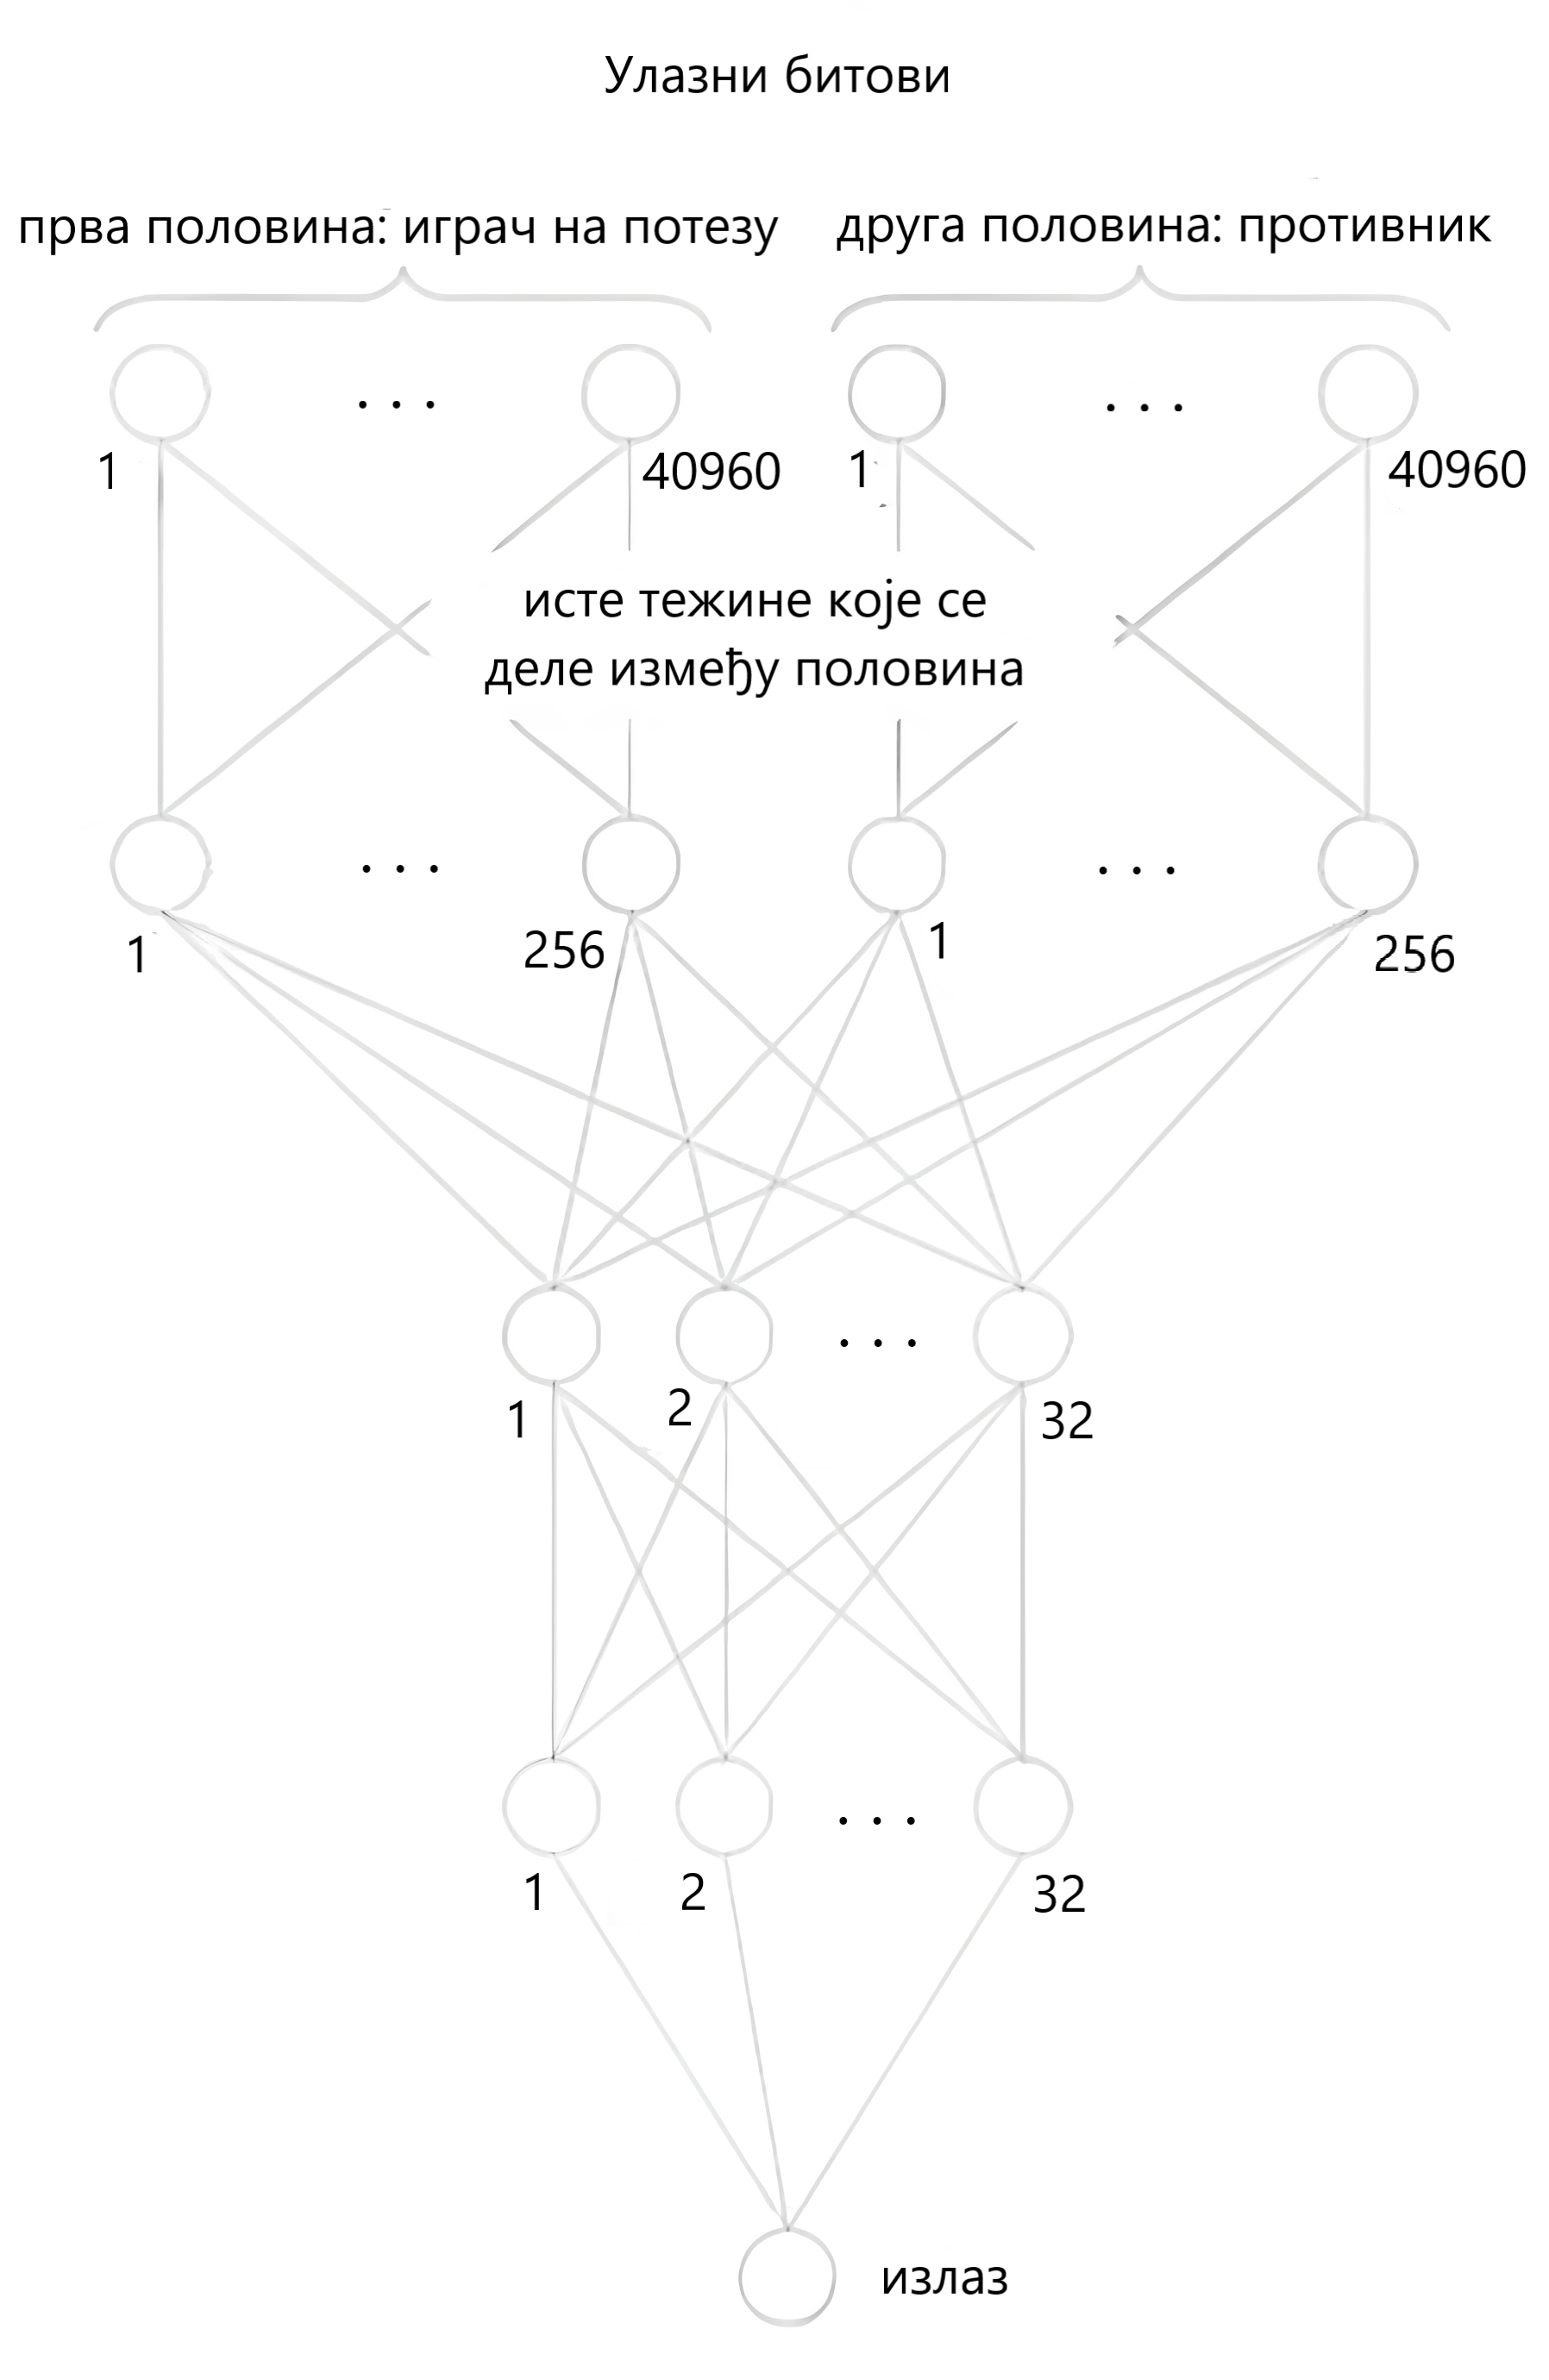 Улазни битови
прва половина: играч на потезу
друга половина: противник
. . .
. . .
1
40960
1
40960
исте тежине које се
деле између половина
. . .
. . .
1
256
1
256
. . .
1
2
32
. . .
1
2
32
излаз